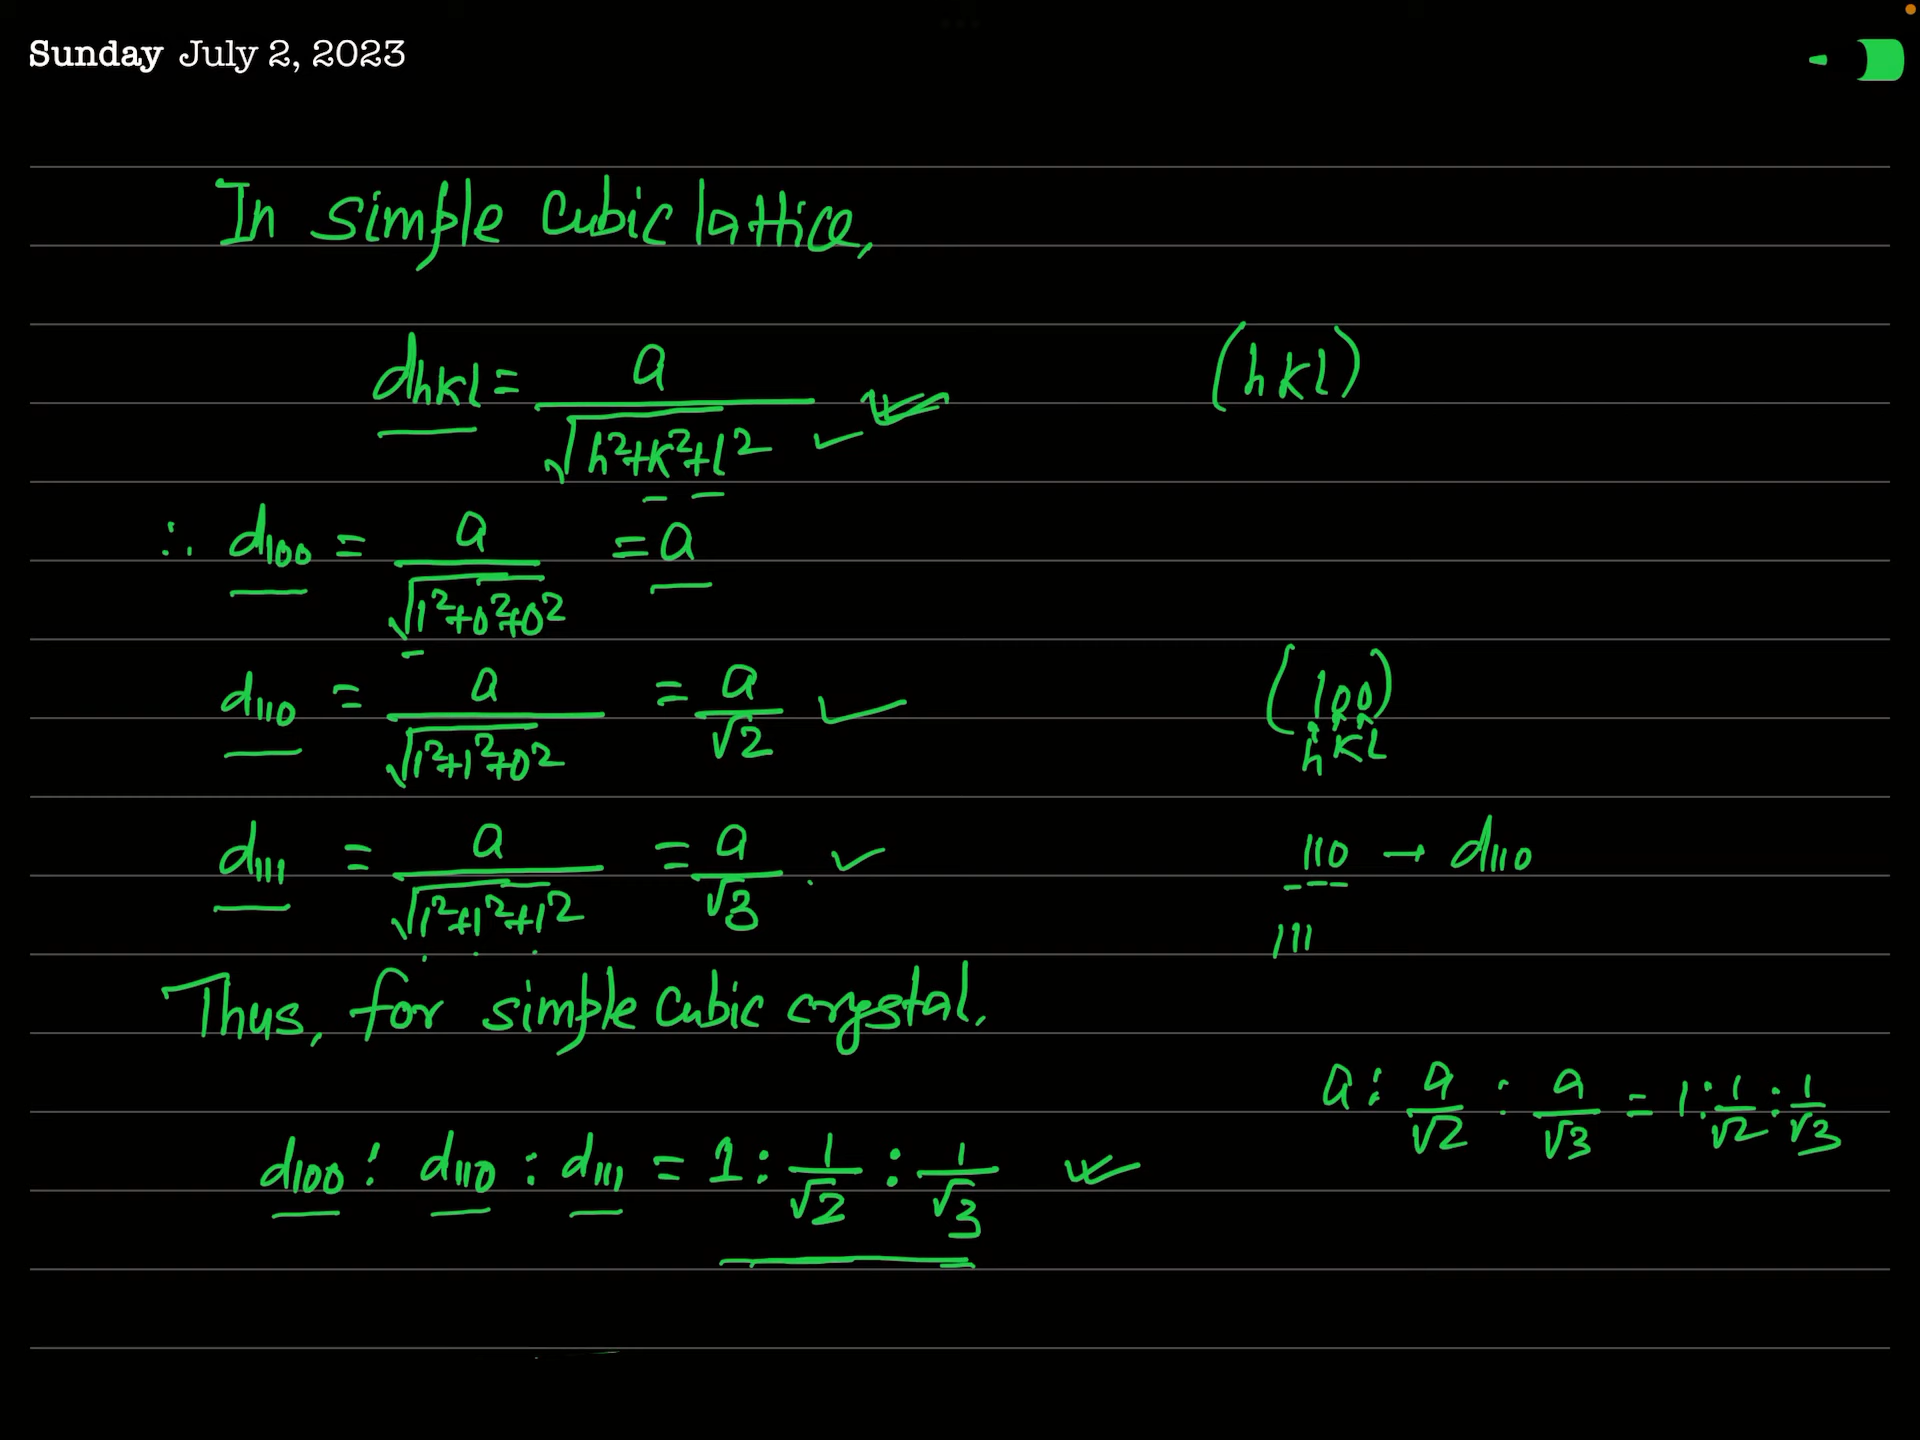 Sunday July 2, 2023
In simple cubic lattice,
dhkl = a/√(h²+k²+l²) (hkl)
∴ d100 = a/√(1²+0²+0²) = a
d110 = a/√(1²+1²+0²) = a/√2 (100)
hkl
d111 = a/√(1²+1²+1²) = a/√3. 110 → d110
111
Thus, for simple cubic crystal,
a : a/√2 : a/√3 = 1 : 1/√2 : 1/√3
d100 : d110 : d111 = 1 : 1/√2 : 1/√3